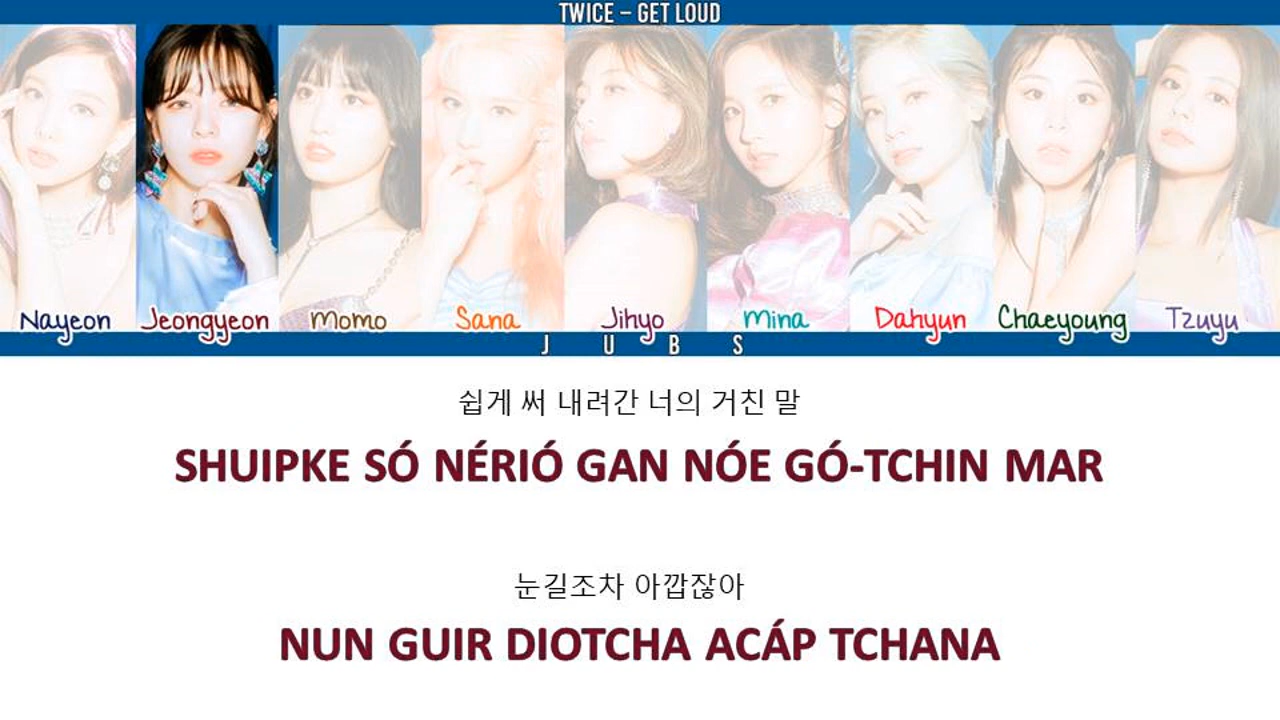 TWICE – GET LOUD
Nayeon Jeongyeon Momo Sana Jihyo Mina Dahyun Chaeyoung Tzuyu
J U B S
쉽게 써 내려간 너의 거친 말
SHUIPKE SÓ NÉRIÓ GAN NÓE GÓ-TCHIN MAR
눈길조차 아깝잖아
NUN GUIR DIOTCHA ACÁP TCHANA